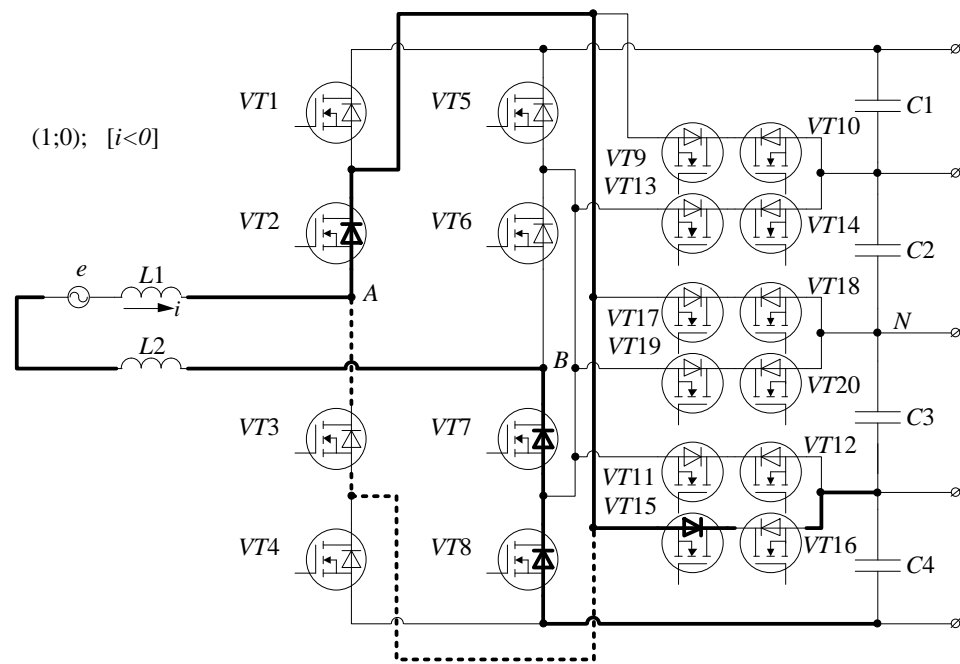 VT1
VT5
C1
(1;0); [i<0]
VT10
VT9
VT13
VT2
VT6
VT14
C2
e
L1
A
i
VT18
VT17
N
VT19
L2
B
VT20
VT3
VT7
C3
VT12
VT11
VT15
VT4
VT8
VT16
C4